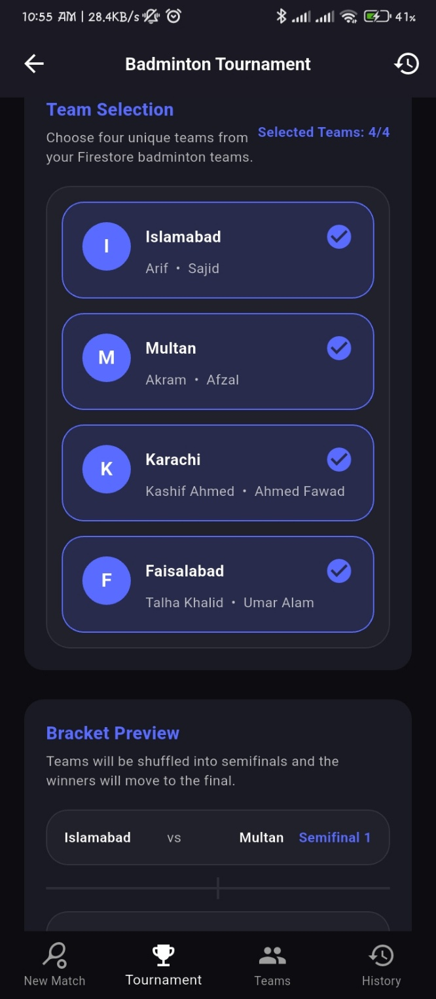 10:55 AM | 28.4KB/s
41%
Badminton Tournament
Team Selection
Selected Teams: 4/4
Choose four unique teams from
your Firestore badminton teams.
I
Islamabad
Arif • Sajid
M
Multan
Akram • Afzal
K
Karachi
Kashif Ahmed • Ahmed Fawad
F
Faisalabad
Talha Khalid • Umar Alam
Bracket Preview
Teams will be shuffled into semifinals and the
winners will move to the final.
Islamabad vs Multan Semifinal 1
New Match Tournament Teams History